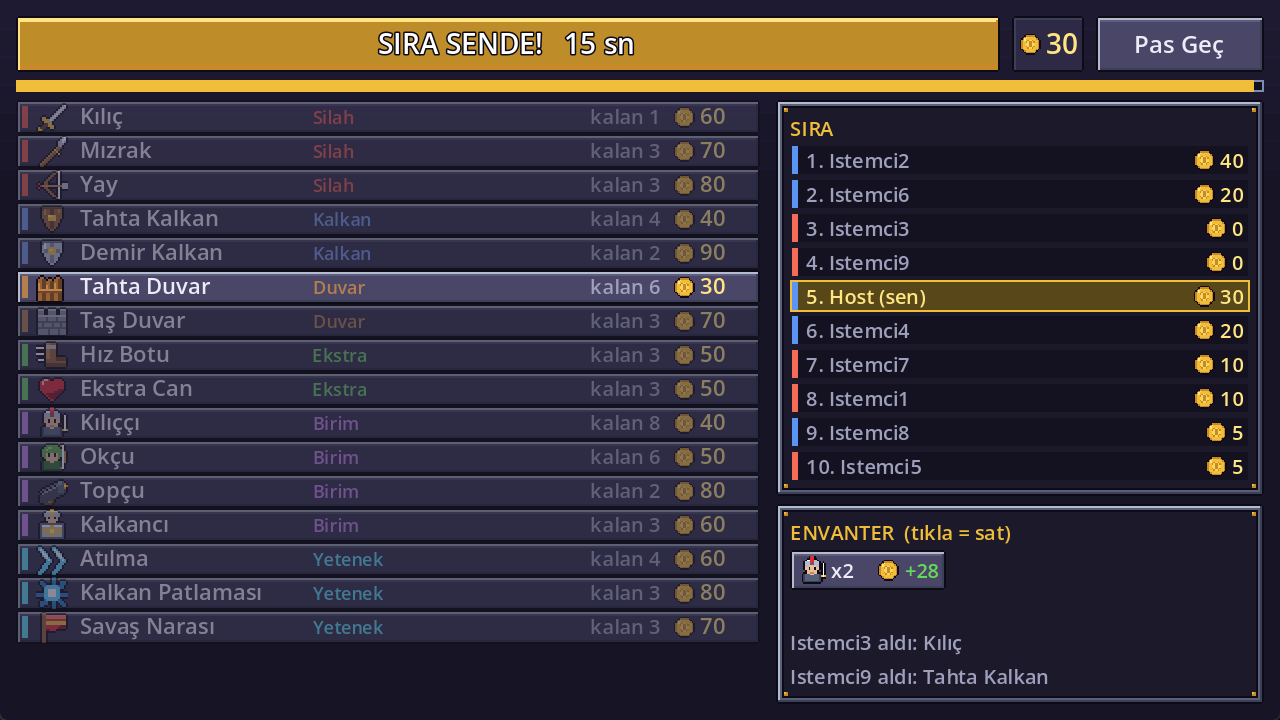 SIRA SENDE! 15 sn
30
Pas Geç
Kılıç Silah kalan 1 60
Mızrak Silah kalan 3 70
Yay Silah kalan 3 80
Tahta Kalkan Kalkan kalan 4 40
Demir Kalkan Kalkan kalan 2 90
Tahta Duvar Duvar kalan 6 30
Taş Duvar Duvar kalan 3 70
Hız Botu Ekstra kalan 3 50
Ekstra Can Ekstra kalan 3 50
Kılıççı Birim kalan 8 40
Okçu Birim kalan 6 50
Topçu Birim kalan 2 80
Kalkancı Birim kalan 3 60
Atılma Yetenek kalan 4 60
Kalkan Patlaması Yetenek kalan 3 80
Savaş Narası Yetenek kalan 3 70
SIRA
1. Istemci2 40
2. Istemci6 20
3. Istemci3 0
4. Istemci9 0
5. Host (sen) 30
6. Istemci4 20
7. Istemci7 10
8. Istemci1 10
9. Istemci8 5
10. Istemci5 5
ENVANTER (tıkla = sat)
x2 +28
Istemci3 aldı: Kılıç
Istemci9 aldı: Tahta Kalkan